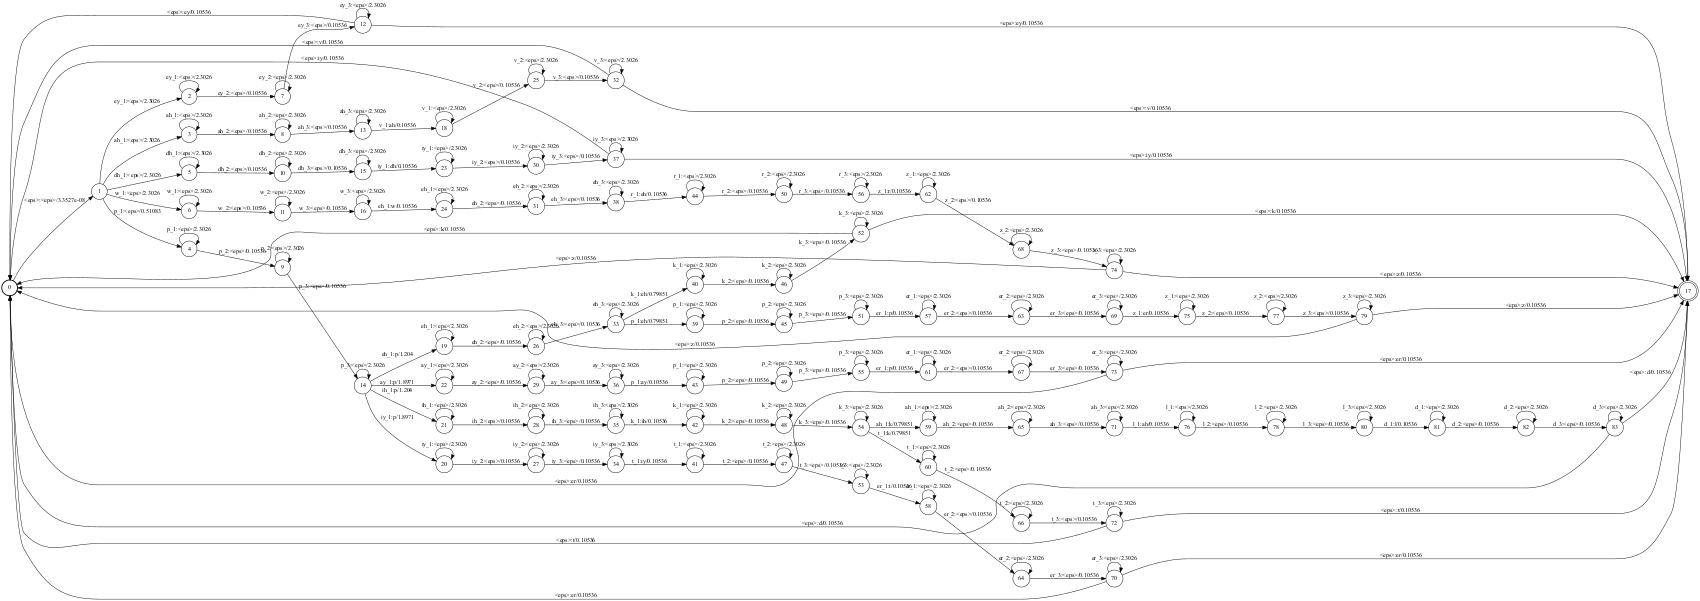 <eps>:ey/0.10536
ey_3:<eps>/2.3026
12
ey_3:<eps>/0.10536
<eps>:ey/0.10536
<eps>:v/0.10536
<eps>:iy/0.10536
ey_1:<eps>/2.3026
2
ey_2:<eps>/0.10536
ey_2:<eps>/2.3026
7
v_2:<eps>/2.3026
25
v_3:<eps>/0.10536
v_3:<eps>/2.3026
32
<eps>:v/0.10536
ey_1:<eps>/2.3026
v_2:<eps>/0.10536
ah_1:<eps>/2.3026
3
ah_2:<eps>/0.10536
ah_2:<eps>/2.3026
8
ah_3:<eps>/0.10536
ah_3:<eps>/2.3026
13
v_1:ah/0.10536
v_1:<eps>/2.3026
18
ah_1:<eps>/2.3026
dh_1:<eps>/2.3026
5
dh_2:<eps>/0.10536
dh_2:<eps>/2.3026
10
dh_3:<eps>/0.10536
dh_3:<eps>/2.3026
15
iy_1:dh/0.10536
iy_1:<eps>/2.3026
23
iy_2:<eps>/0.10536
iy_2:<eps>/2.3026
30
iy_3:<eps>/0.10536
iy_3:<eps>/2.3026
37
<eps>:iy/0.10536
dh_1:<eps>/2.3026
<eps>:<eps>/3.3527e-08
1
w_1:<eps>/2.3026
w_1:<eps>/2.3026
6
w_2:<eps>/0.10536
w_2:<eps>/2.3026
11
w_3:<eps>/0.10536
w_3:<eps>/2.3026
16
eh_1:w/0.10536
eh_1:<eps>/2.3026
24
eh_2:<eps>/0.10536
eh_2:<eps>/2.3026
31
eh_3:<eps>/0.10536
eh_3:<eps>/2.3026
38
r_1:eh/0.10536
r_1:<eps>/2.3026
44
r_2:<eps>/0.10536
r_2:<eps>/2.3026
50
r_3:<eps>/0.10536
r_3:<eps>/2.3026
56
z_1:r/0.10536
z_1:<eps>/2.3026
62
z_2:<eps>/0.10536
p_1:<eps>/0.51083
p_1:<eps>/2.3026
4
p_2:<eps>/0.10536
p_2:<eps>/2.3026
9
p_3:<eps>/0.10536
<eps>:k/0.10536
k_3:<eps>/2.3026
52
<eps>:k/0.10536
k_3:<eps>/0.10536
z_2:<eps>/2.3026
68
z_3:<eps>/0.10536
z_3:<eps>/2.3026
74
<eps>:z/0.10536
<eps>:z/0.10536
0
17
k_1:eh/0.79851
k_1:<eps>/2.3026
40
k_2:<eps>/0.10536
k_2:<eps>/2.3026
46
eh_3:<eps>/2.3026
33
p_1:eh/0.79851
p_1:<eps>/2.3026
39
p_2:<eps>/0.10536
p_2:<eps>/2.3026
45
p_3:<eps>/0.10536
p_3:<eps>/2.3026
51
er_1:p/0.10536
er_1:<eps>/2.3026
57
er_2:<eps>/0.10536
er_2:<eps>/2.3026
63
er_3:<eps>/0.10536
er_3:<eps>/2.3026
69
z_1:er/0.10536
z_1:<eps>/2.3026
75
z_2:<eps>/0.10536
z_2:<eps>/2.3026
77
z_3:<eps>/0.10536
z_3:<eps>/2.3026
79
<eps>:z/0.10536
<eps>:z/0.10536
eh_1:p/1.204
eh_1:<eps>/2.3026
19
eh_2:<eps>/0.10536
eh_2:<eps>/2.3026
26
eh_3:<eps>/0.10536
p_3:<eps>/2.3026
14
ay_1:p/1.8971
ay_1:<eps>/2.3026
22
ay_2:<eps>/0.10536
ay_2:<eps>/2.3026
29
ay_3:<eps>/0.10536
ay_3:<eps>/2.3026
36
p_1:ay/0.10536
p_1:<eps>/2.3026
43
p_2:<eps>/0.10536
p_2:<eps>/2.3026
49
p_3:<eps>/0.10536
p_3:<eps>/2.3026
55
er_1:p/0.10536
er_1:<eps>/2.3026
61
er_2:<eps>/0.10536
er_2:<eps>/2.3026
67
er_3:<eps>/0.10536
er_3:<eps>/2.3026
73
<eps>:er/0.10536
<eps>:er/0.10536
ih_1:p/1.204
ih_1:<eps>/2.3026
21
ih_2:<eps>/0.10536
ih_2:<eps>/2.3026
28
ih_3:<eps>/0.10536
ih_3:<eps>/2.3026
35
k_1:ih/0.10536
k_1:<eps>/2.3026
42
k_2:<eps>/0.10536
k_2:<eps>/2.3026
48
k_3:<eps>/0.10536
k_3:<eps>/2.3026
54
ah_1:k/0.79851
ah_1:<eps>/2.3026
59
ah_2:<eps>/0.10536
ah_2:<eps>/2.3026
65
ah_3:<eps>/0.10536
ah_3:<eps>/2.3026
71
l_1:ah/0.10536
l_1:<eps>/2.3026
76
l_2:<eps>/0.10536
l_2:<eps>/2.3026
78
l_3:<eps>/0.10536
l_3:<eps>/2.3026
80
d_1:l/0.10536
d_1:<eps>/2.3026
81
d_2:<eps>/0.10536
d_2:<eps>/2.3026
82
d_3:<eps>/0.10536
d_3:<eps>/2.3026
83
<eps>:d/0.10536
<eps>:d/0.10536
iy_1:p/1.8971
iy_1:<eps>/2.3026
20
iy_2:<eps>/0.10536
iy_2:<eps>/2.3026
27
iy_3:<eps>/0.10536
iy_3:<eps>/2.3026
34
t_1:iy/0.10536
t_1:<eps>/2.3026
41
t_2:<eps>/0.10536
t_2:<eps>/2.3026
47
t_3:<eps>/0.10536
t_3:<eps>/2.3026
53
er_1:t/0.10536
er_1:<eps>/2.3026
58
er_2:<eps>/0.10536
t_1:k/0.79851
t_1:<eps>/2.3026
60
t_2:<eps>/0.10536
t_2:<eps>/2.3026
66
t_3:<eps>/0.10536
t_3:<eps>/2.3026
72
<eps>:t/0.10536
<eps>:t/0.10536
er_2:<eps>/2.3026
64
er_3:<eps>/0.10536
er_3:<eps>/2.3026
70
<eps>:er/0.10536
<eps>:er/0.10536